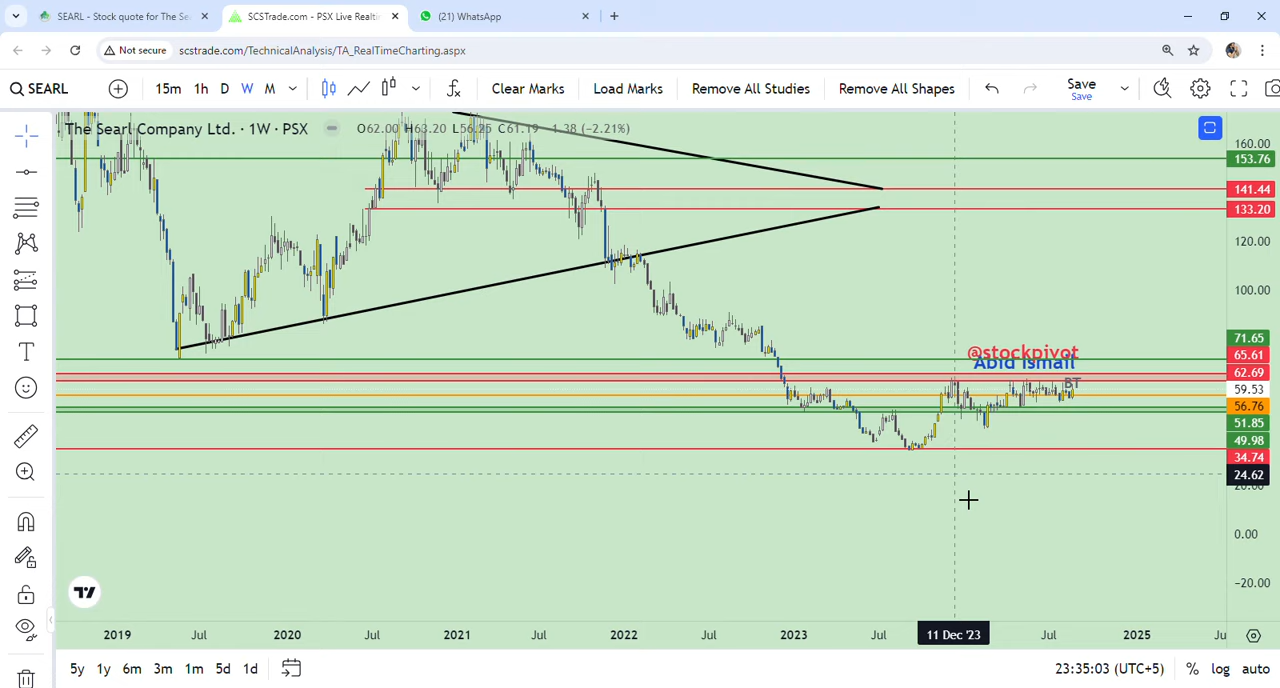 SEARL - Stock quote for The Se
SCSTrade.com - PSX Live Realti
(21) WhatsApp
Not secure
scstrade.com/TechnicalAnalysis/TA_RealTimeCharting.aspx
SEARL
15m
1h
D
W
M
Clear Marks
Load Marks
Remove All Studies
Remove All Shapes
Save
Save
The Searl Company Ltd. · 1W · PSX
O62.00 H63.20 L56.25 C61.19 -1.38 (-2.21%)
160.00
153.76
141.44
133.20
120.00
100.00
71.65
@stockpivot
65.61
Abid Ismail
62.69
BT
59.53
56.76
51.85
49.98
34.74
24.62
20.00
0.00
-20.00
2019
Jul
2020
Jul
2021
Jul
2022
Jul
2023
Jul
11 Dec '23
Jul
2025
Ju
5y
1y
6m
3m
1m
5d
1d
23:35:03 (UTC+5)
%
log
auto